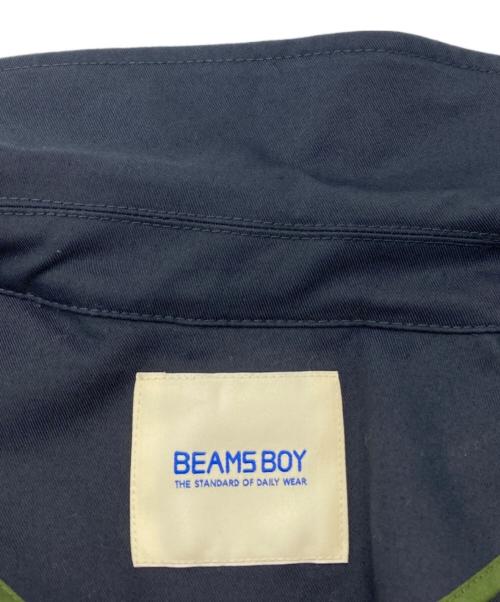 BEAMS BOY
THE STANDARD OF DAILY WEAR